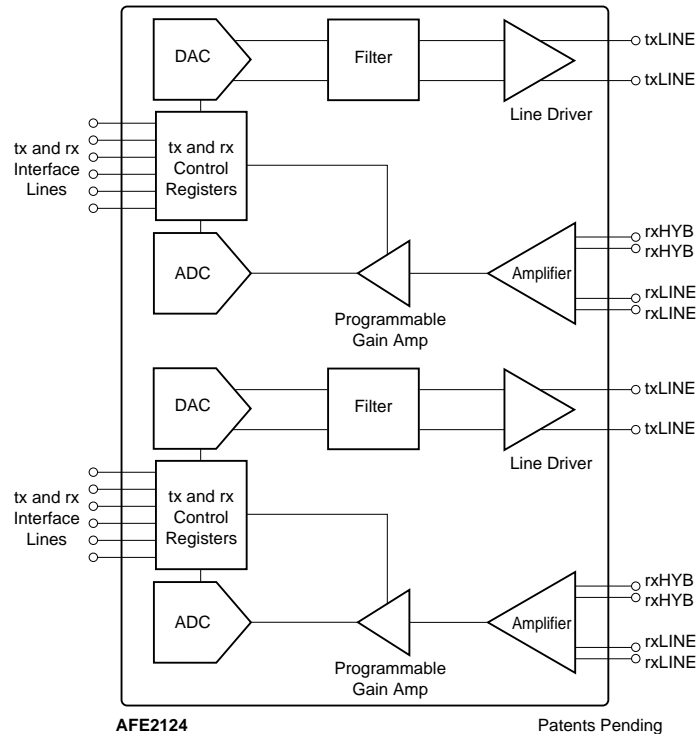 DAC
Filter
Line Driver
txLINE
txLINE
tx and rx
Interface
Lines
tx and rx
Control
Registers
ADC
Programmable
Gain Amp
Amplifier
rxHYB
rxHYB
rxLINE
rxLINE
DAC
Filter
Line Driver
txLINE
txLINE
tx and rx
Interface
Lines
tx and rx
Control
Registers
ADC
Programmable
Gain Amp
Amplifier
rxHYB
rxHYB
rxLINE
rxLINE
AFE2124
Patents Pending